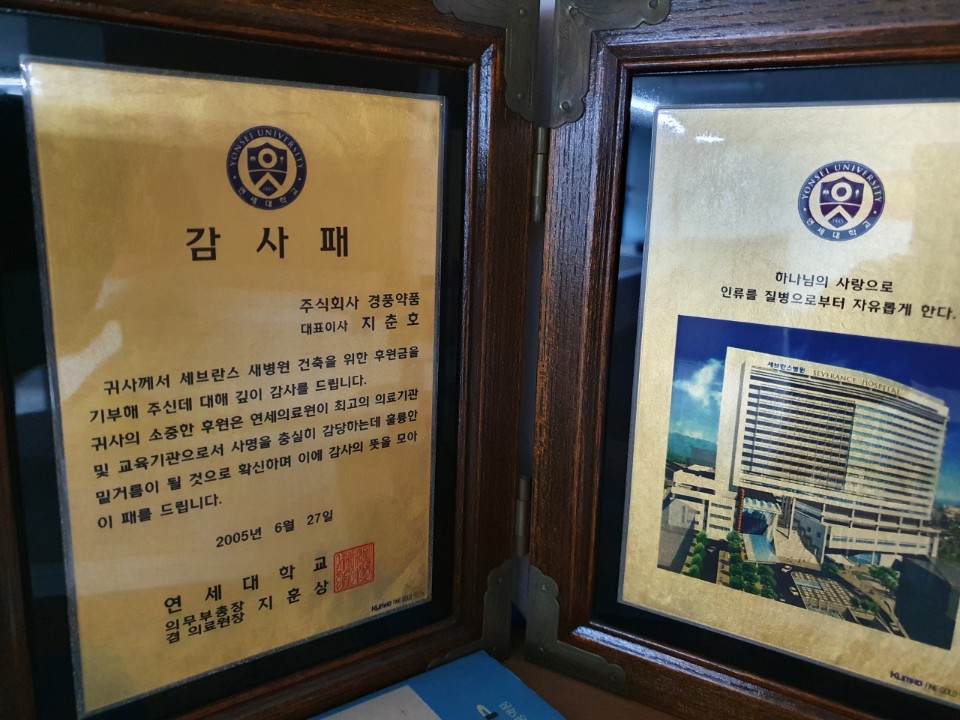 YONSEI UNIVERSITY
연세대학교
감 사 패
주식회사 경풍약품
대표이사 지 춘 호
귀사께서 세브란스 새병원 건축을 위한 후원금을
기부해 주신데 대해 깊이 감사를 드립니다.
귀사의 소중한 후원은 연세의료원이 최고의 의료기관
및 교육기관으로서 사명을 충실히 감당하는데 훌륭한
밑거름이 될 것으로 확신하며 이에 감사의 뜻을 모아
이 패를 드립니다.
2005년 6월 27일
연 세 대 학 교
의무부총장
겸 의료원장 지 훈 상
KUMHO FINE GOLD
YONSEI UNIVERSITY
연세대학교
하나님의 사랑으로
인류를 질병으로부터 자유롭게 한다.
세브란스병원 SEVERANCE HOSPITAL
KUMHO FINE GOLD